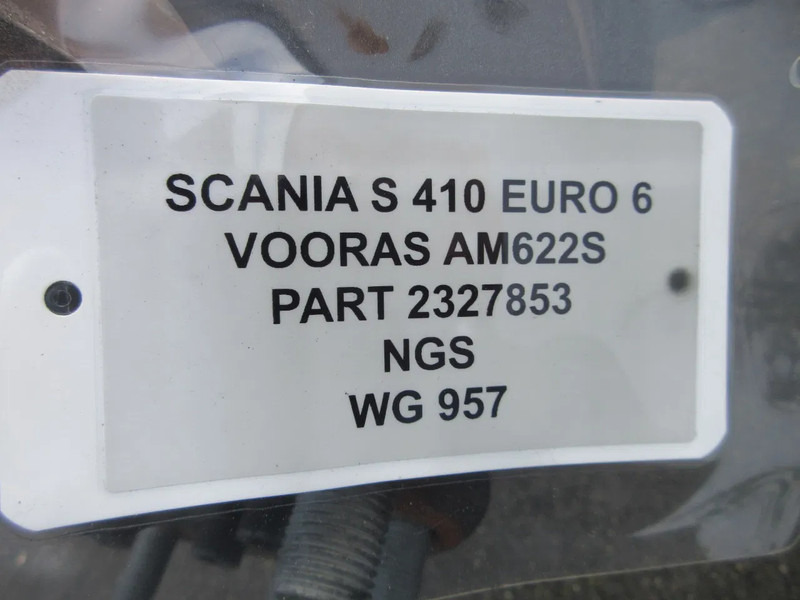 SCANIA S 410 EURO 6
VOORAS AM622S
PART 2327853
NGS
WG 957